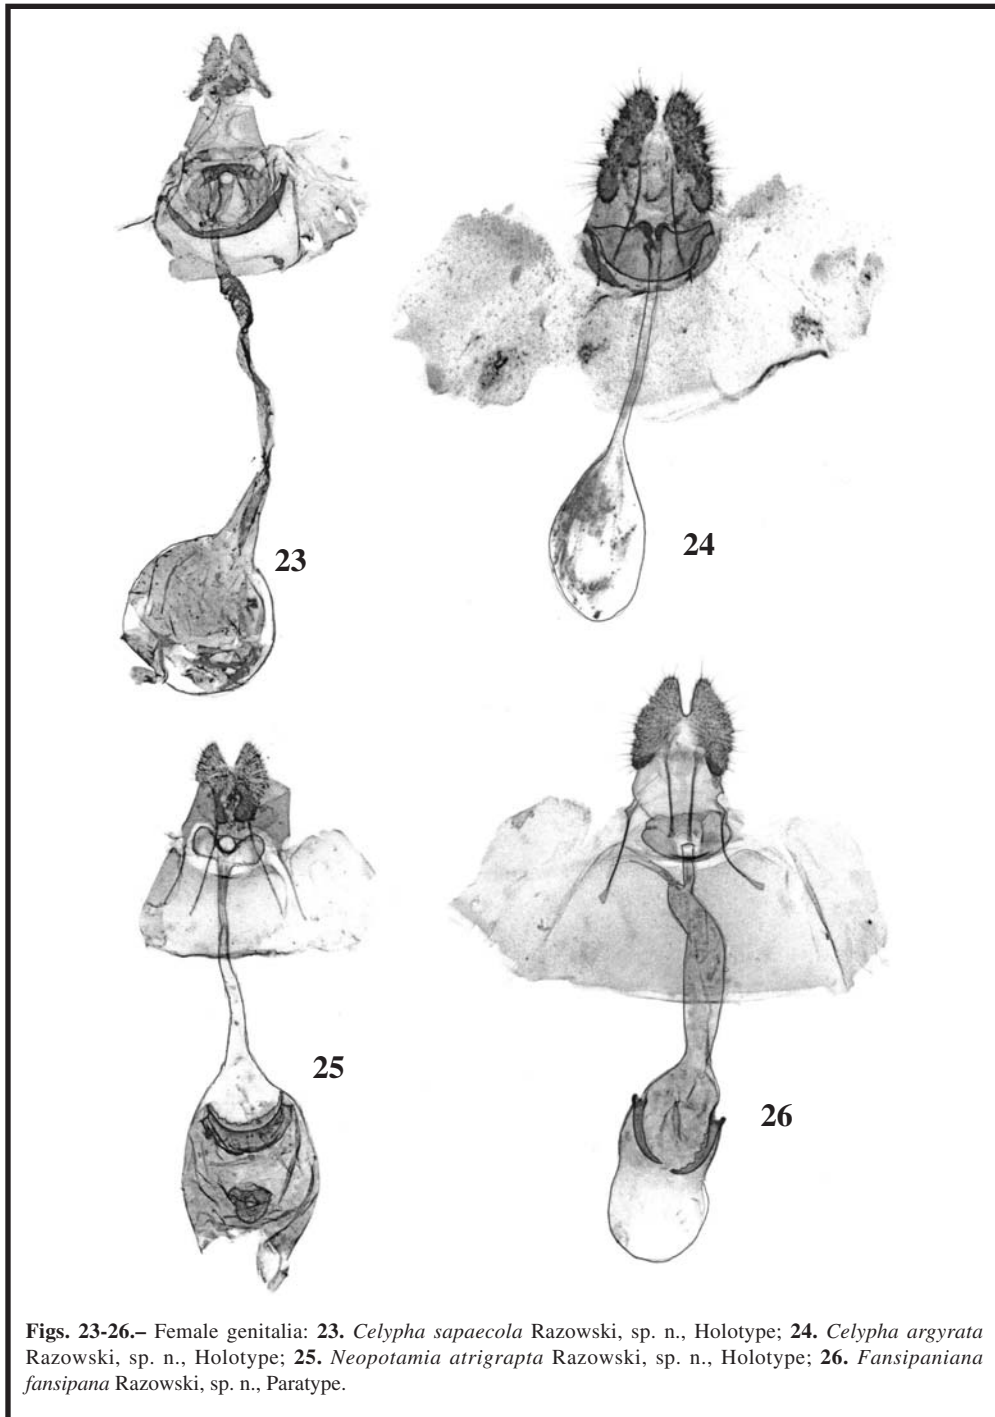 23
24
25
26
Figs. 23-26.– Female genitalia: 23. Celypha sapaecola Razowski, sp. n., Holotype; 24. Celypha argyrata
Razowski, sp. n., Holotype; 25. Neopotamia atrigrapta Razowski, sp. n., Holotype; 26. Fansipaniana
fansipana Razowski, sp. n., Paratype.